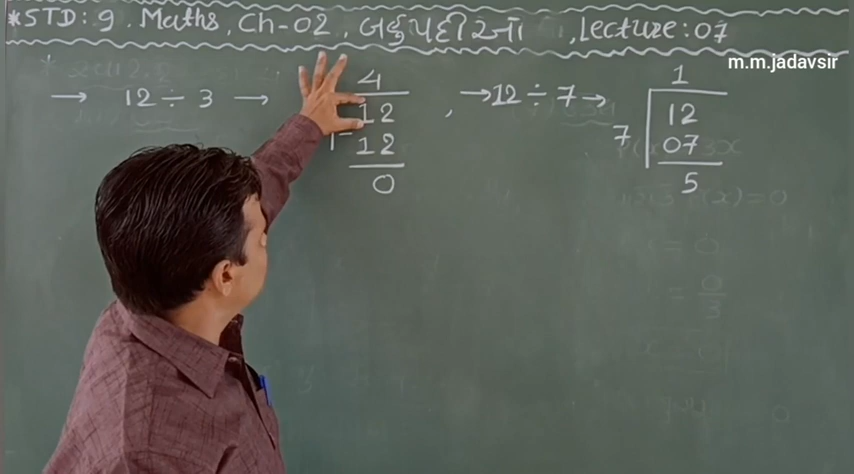 *STD: 9. Maths, Ch-02, બહુપદીઓ, Lecture: 07
m.m.jadavsir
→ 12 ÷ 3 → , → 12 ÷ 7 →
4
12
12
0
1
7 12
07
5